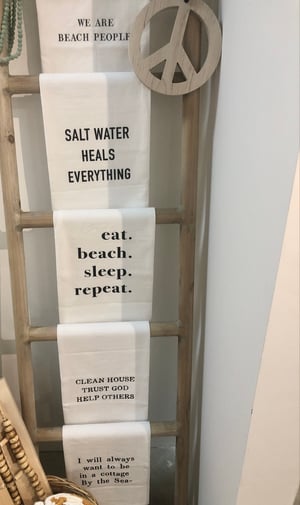 WE ARE
BEACH PEOPLE
SALT WATER
HEALS
EVERYTHING
eat.
beach.
sleep.
repeat.
CLEAN HOUSE
TRUST GOD
HELP OTHERS
I will always
want to be
in a cottage
By the Sea-